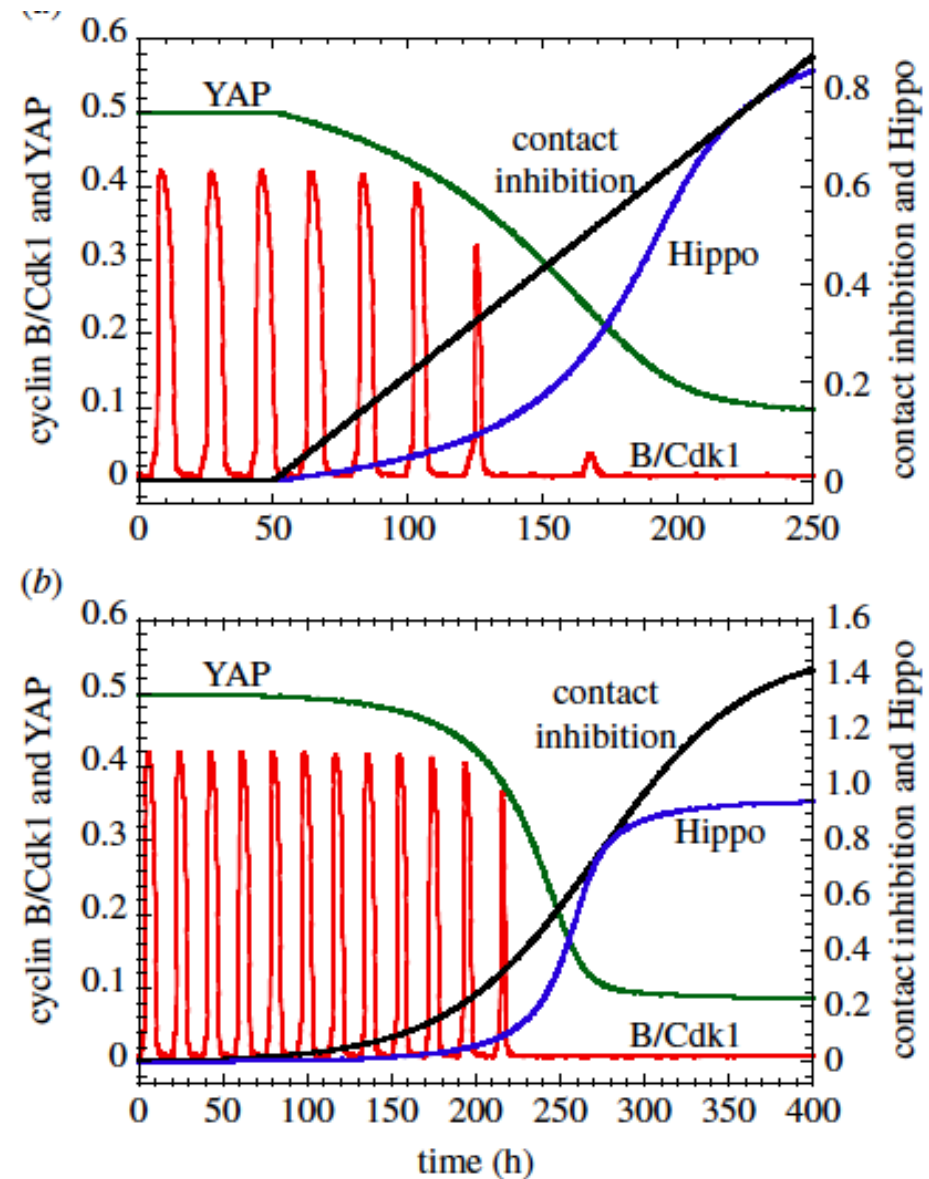 (a)
0.6
0.5
0.4
0.3
0.2
0.1
0
cyclin B/Cdk1 and YAP
YAP
contact
inhibition
Hippo
B/Cdk1
0.8
0.6
0.4
0.2
0
contact inhibition and Hippo
0 50 100 150 200 250
(b)
0.6
0.5
0.4
0.3
0.2
0.1
0
cyclin B/Cdk1 and YAP
YAP
contact
inhibition
Hippo
B/Cdk1
1.6
1.4
1.2
1.0
0.8
0.6
0.4
0.2
0
contact inhibition and Hippo
0 50 100 150 200 250 300 350 400
time (h)